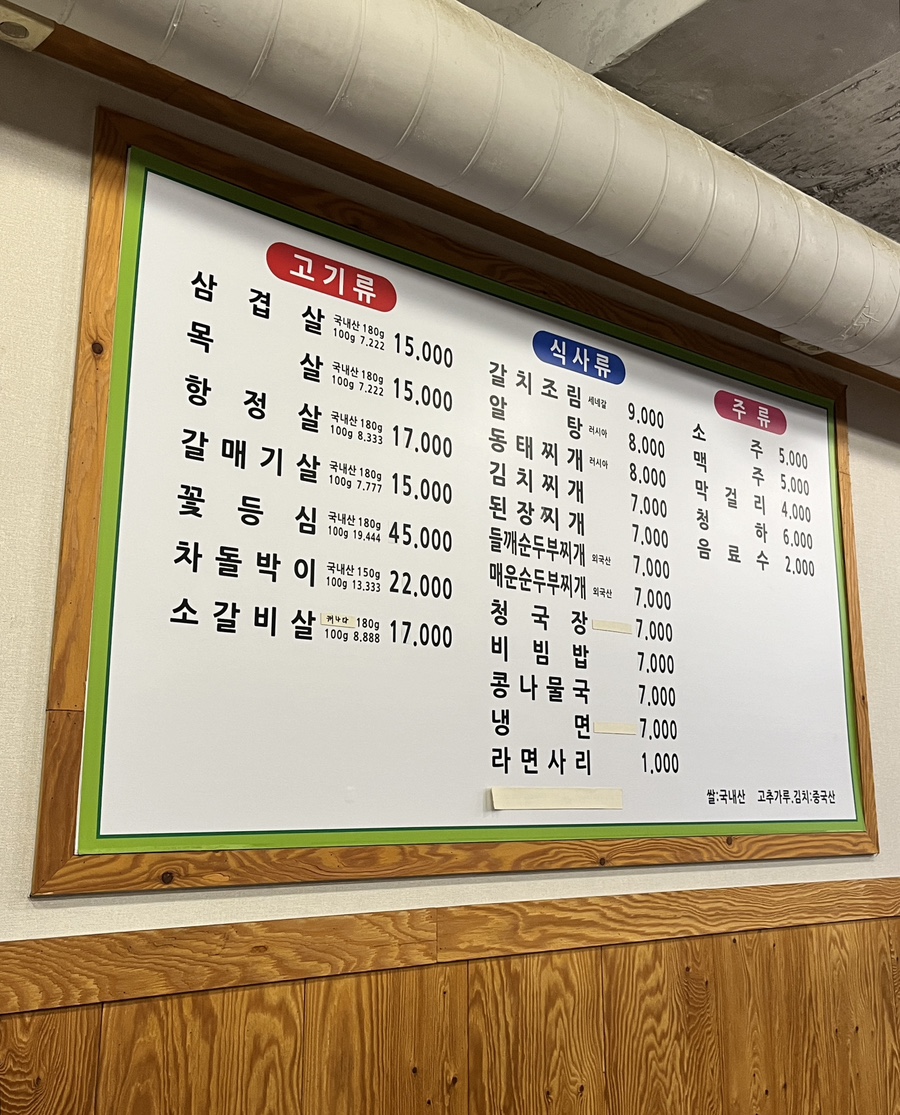 고기류
삼겹살 국내산 180g 100g 7.222 15.000
목살 국내산 180g 100g 7.222 15.000
항정살 국내산 180g 100g 8.333 17.000
갈매기살 국내산 180g 100g 7.777 15.000
꽃등심 국내산 180g 100g 19.444 45.000
차돌박이 국내산 150g 100g 13.333 22.000
소갈비살 캐나다 180g 100g 8.888 17.000
식사류
갈치조림 세네갈 9.000
알탕 러시아 8.000
동태찌개 러시아 8.000
김치찌개 7.000
된장찌개 7.000
들깨순두부찌개 외국산 7.000
매운순두부찌개 외국산 7.000
청국장 7.000
비빔밥 7.000
콩나물국 7.000
냉면 7.000
라면사리 1.000
주류
소주 5.000
맥주 5.000
막걸리 4.000
청하 6.000
음료수 2.000
쌀:국내산 고추가루.김치:중국산